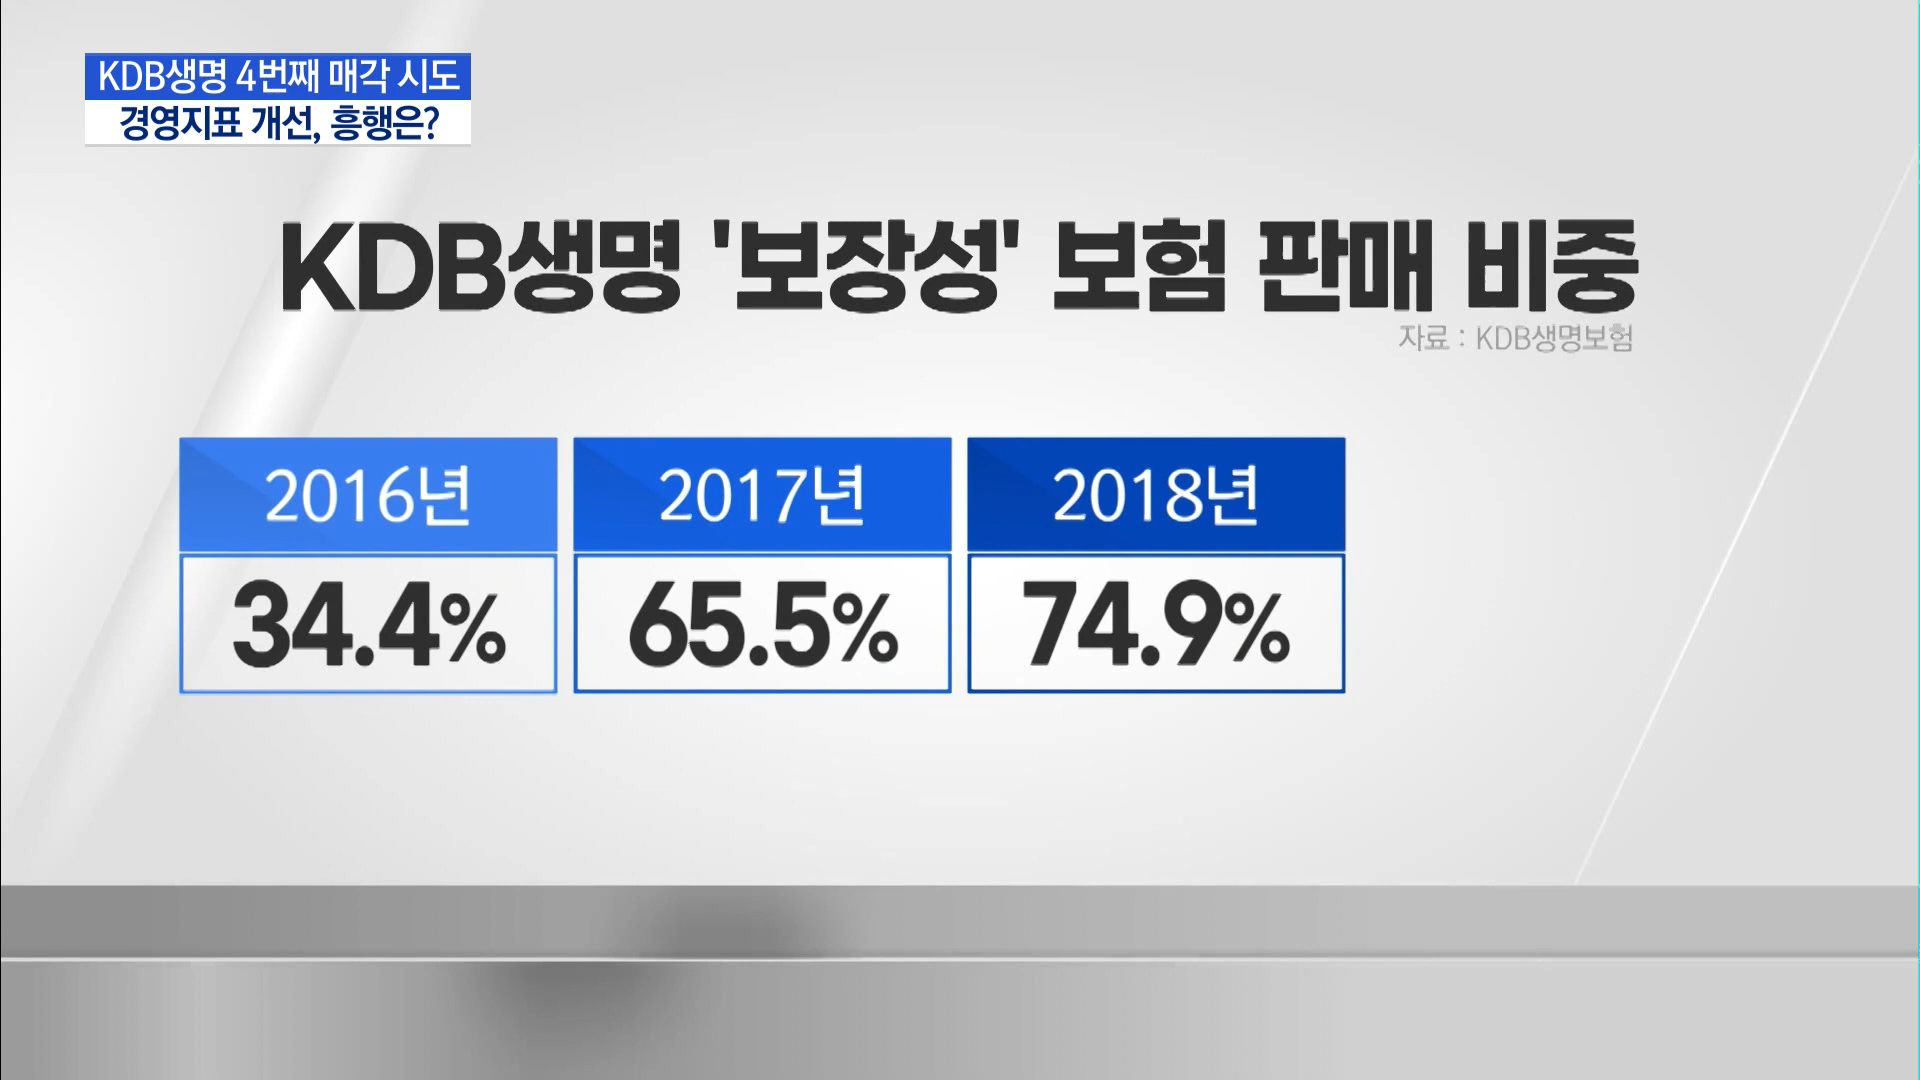 KDB생명 4번째 매각 시도
경영지표 개선, 흥행은?
KDB생명 '보장성' 보험 판매 비중
자료 : KDB생명보험
2016년 2017년 2018년
34.4% 65.5% 74.9%